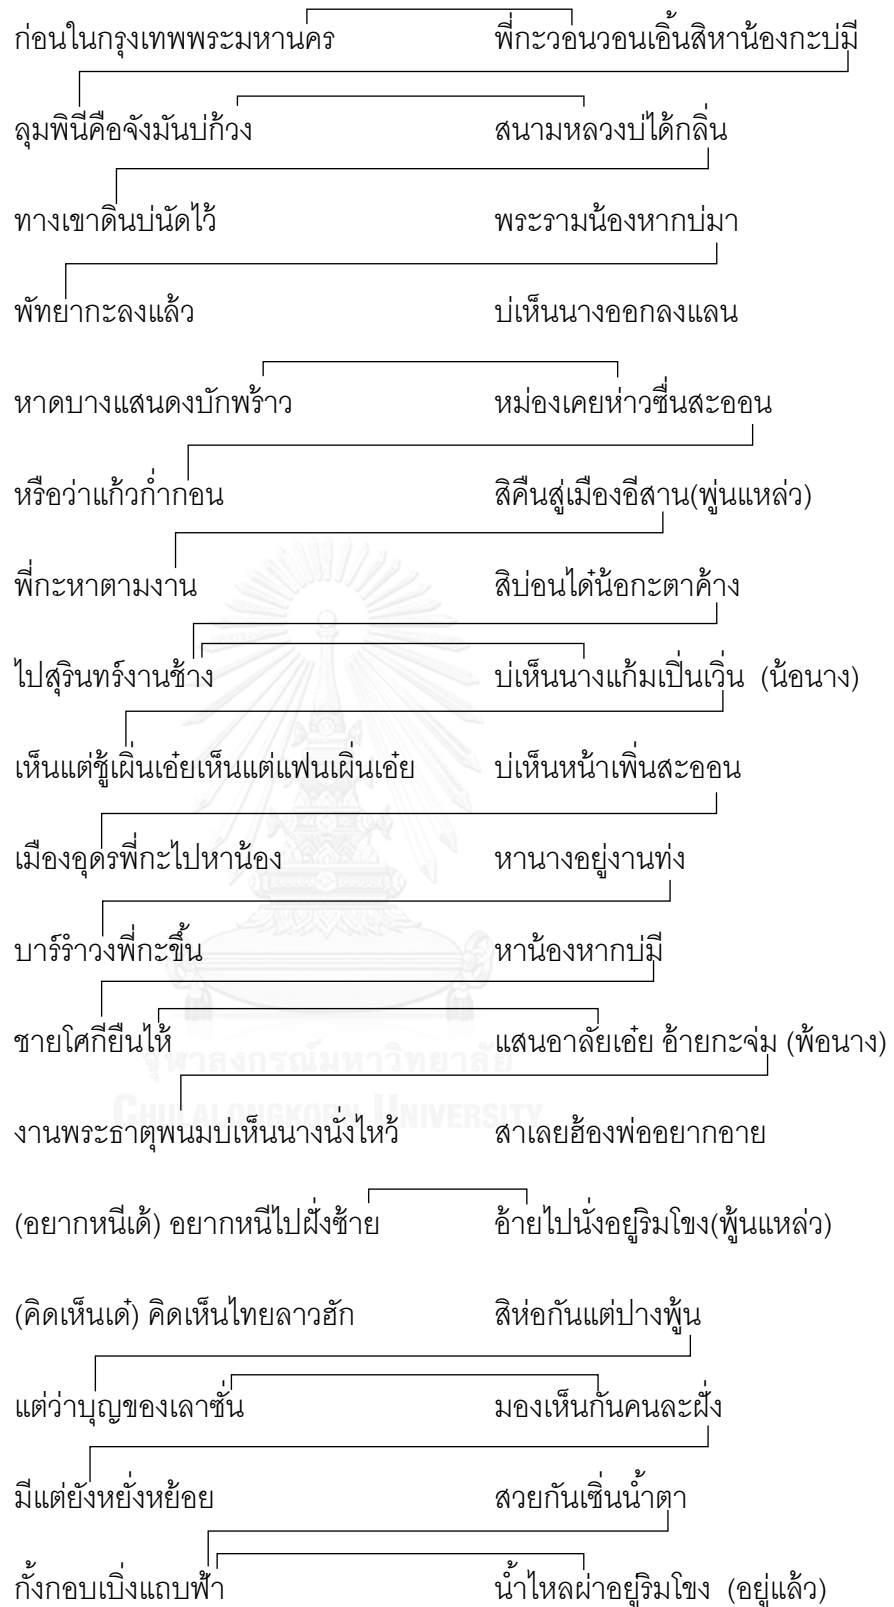 ก่อนในกรุงเทพพระมหานคร พี่กะวอนวอนเอิ้นสิหาน้องกะบ่มี
ลุมพินีคือจังมันบ่ก้วง สนามหลวงบ่ได้กลิ่น
ทางเขาดินบ่นัดไว้ พระรามน้องหากบ่มา
พัทยากะลงแล้ว บ่เห็นนางออกลงแลน
หาดบางแสนดงบักพร้าว หม่องเคยห่าวซื่นสะออน
หรือว่าแก้วก่ำกอน สิคืนสู่เมืองอีสาน(พู่นแหล่ว)
พี่กะหาตามงาน สิบ่อนได๋น้อกะตาค้าง
ไปสุรินทร์งานช้าง บ่เห็นนางแก้มเปิ่นเวิ่น (น้อนาง)
เห็นแต่ชู้เผิ่นเอ๋ยเห็นแต่แฟนเผิ่นเอ๋ย บ่เห็นหน้าเพิ่นสะออน
เมืองอุดรพี่กะไปหาน้อง หานางอยู่งานท่ง
บาร์รำวงพี่กะขึ้น หาน้องหากบ่มี
ชายโศกียืนไห้ แสนอาลัยเอ๋ย อ้ายกะจ่ม (พ้อนาง)
จุฬาลงกรณ์มหาวิทยาลัย
CHULALONGKORN UNIVERSITY
งานพระธาตุพนมบ่เห็นนางนั่งไหว้ สาเลยฮ้องพ่ออยากอาย
(อยากหนีเด้) อยากหนีไปฝั่งซ้าย อ้ายไปนั่งอยู่ริมโขง(พู้นแหล่ว)
(คิดเห็นเด๋) คิดเห็นไทยลาวฮัก สิห่อกันแต่ปางพู้น
แต่ว่าบุญของเลาซั่น มองเห็นกันคนละฝั่ง
มีแต่ยังหยั่งหย้อย สวยกันเซิ่นน้ำตา
กั้งกอบเบิ่งแถบฟ้า น้ำไหลผ่าอยู่ริมโขง (อยู่แล้ว)